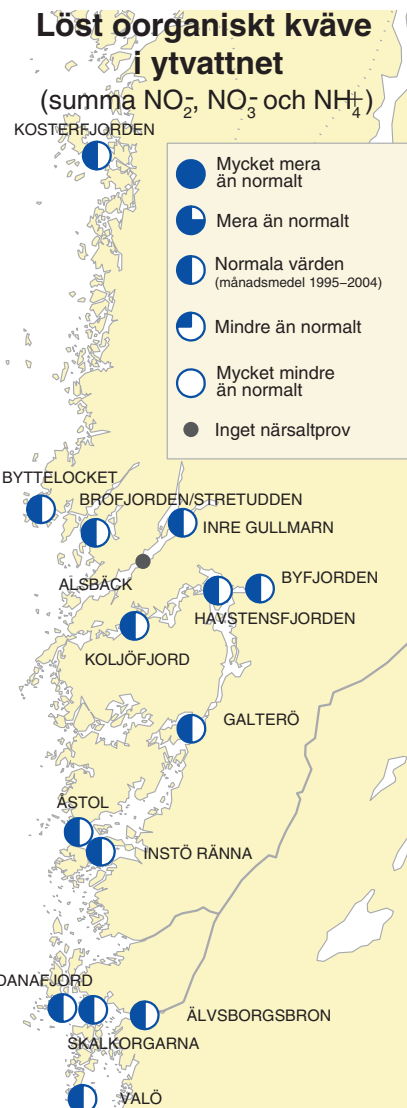 Löst oorganiskt kväve
i ytvattnet
(summa NO₂⁻, NO₃⁻ och NH₄⁺)
KOSTERFJORDEN
Mycket mera
än normalt
Mera än normalt
Normala värden
(månadsmedel 1995–2004)
Mindre än normalt
Mycket mindre
än normalt
Inget närsaltprov
BYTTELOCKET
BROFJORDEN/STRETUDDEN
INRE GULLMARN
ALSBÄCK
BYFJORDEN
HAVSTENSFJORDEN
KOLJÖFJORD
GALTERÖ
ÅSTOL
INSTÖ RÄNNA
DANAFJORD
ÄLVSBORGSBRON
SKALKORGARNA
VALÖ